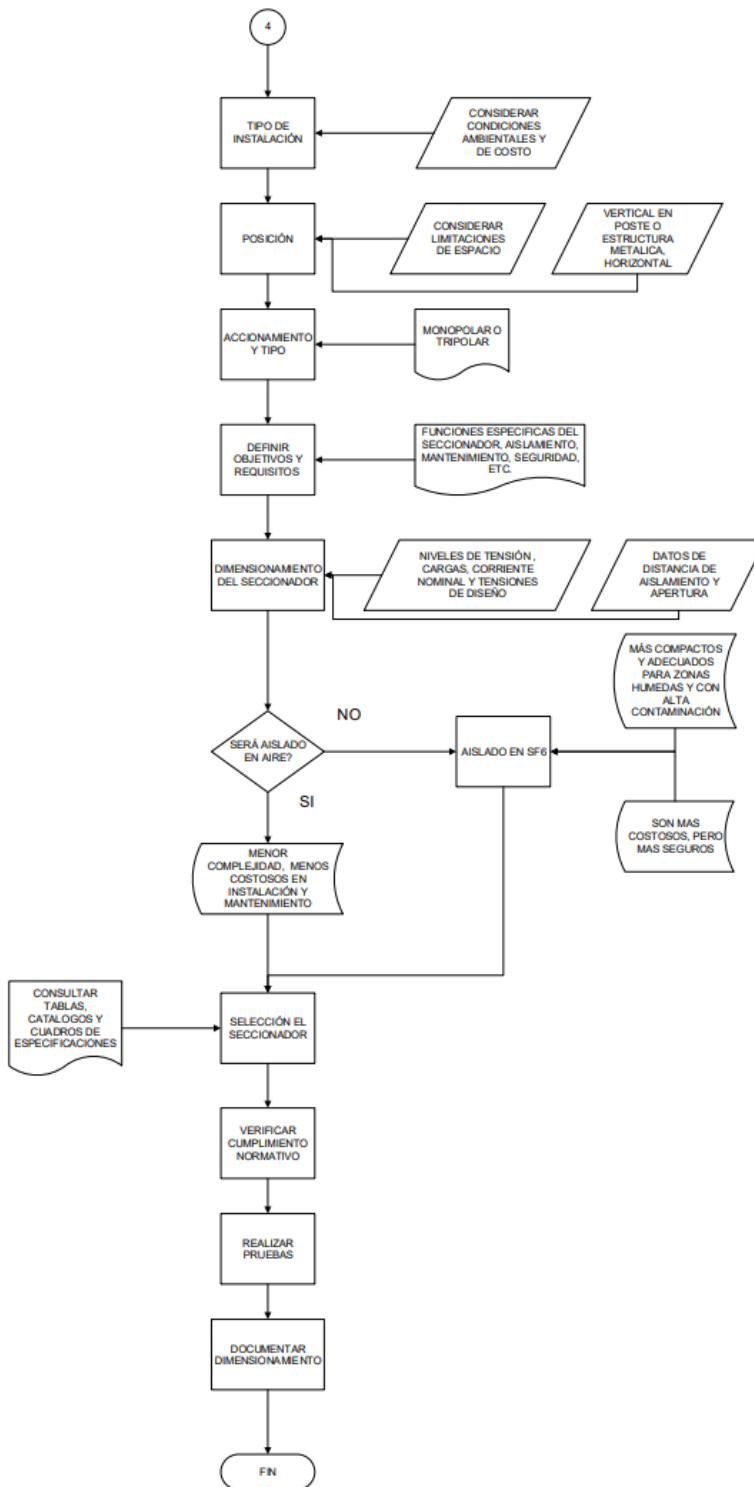 4
TIPO DE
INSTALACIÓN
CONSIDERAR
CONDICIONES
AMBIENTALES Y
DE COSTO
POSICIÓN
CONSIDERAR
LIMITACIONES
DE ESPACIO
VERTICAL EN
POSTE O
ESTRUCTURA
METALICA,
HORIZONTAL
ACCIONAMIENTO
Y TIPO
MONOPOLAR O
TRIPOLAR
DEFINIR
OBJETIVOS Y
REQUISITOS
FUNCIONES ESPECIFICAS DEL
SECCIONADOR, AISLAMIENTO,
MANTENIMIENTO, SEGURIDAD,
ETC.
DIMENSIONAMIENTO
DEL SECCIONADOR
NIVELES DE TENSIÓN ,
CARGAS, CORRIENTE
NOMINAL Y TENSIONES
DE DISEÑO
DATOS DE
DISTANCIA DE
AISLAMIENTO Y
APERTURA
MÁS COMPACTOS
Y ADECUADOS
PARA ZONAS
HUMEDAS Y CON
ALTA
CONTAMINACIÓN
NO
SERÁ AISLADO
EN AIRE?
AISLADO EN SF6
SI
SON MAS
COSTOSOS, PERO
MAS SEGUROS
MENOR
COMPLEJIDAD, MENOS
COSTOSOS EN
INSTALACIÓN Y
MANTENIMIENTO
CONSULTAR
TABLAS,
CATALOGOS Y
CUADROS DE
ESPECIFICACIONES
SELECCIÓN EL
SECCIONADOR
VERIFICAR
CUMPLIMIENTO
NORMATIVO
REALIZAR
PRUEBAS
DOCUMENTAR
DIMENSIONAMIENTO
FIN